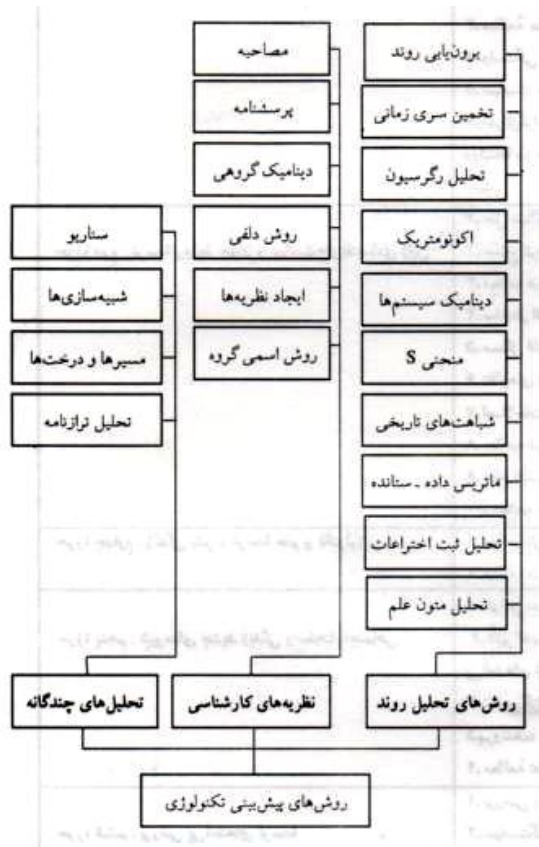 برون‌یابی روند
تخمین سری زمانی
تحلیل رگرسیون
اکونومتریک
دینامیک سیستم‌ها
منحنی S
شباهت‌های تاریخی
ماتریس داده ـ ستانده
تحلیل ثبت اختراعات
تحلیل متون علم
روش‌های تحلیل روند
مصاحبه
پرسشنامه
دینامیک گروهی
روش دلفی
ایجاد نظریه‌ها
روش اسمی گروه
نظریه‌های کارشناسی
سناریو
شبیه‌سازی‌ها
مسیرها و درخت‌ها
تحلیل ترازنامه
تحلیل‌های چندگانه
روش‌های پیش‌بینی تکنولوژی